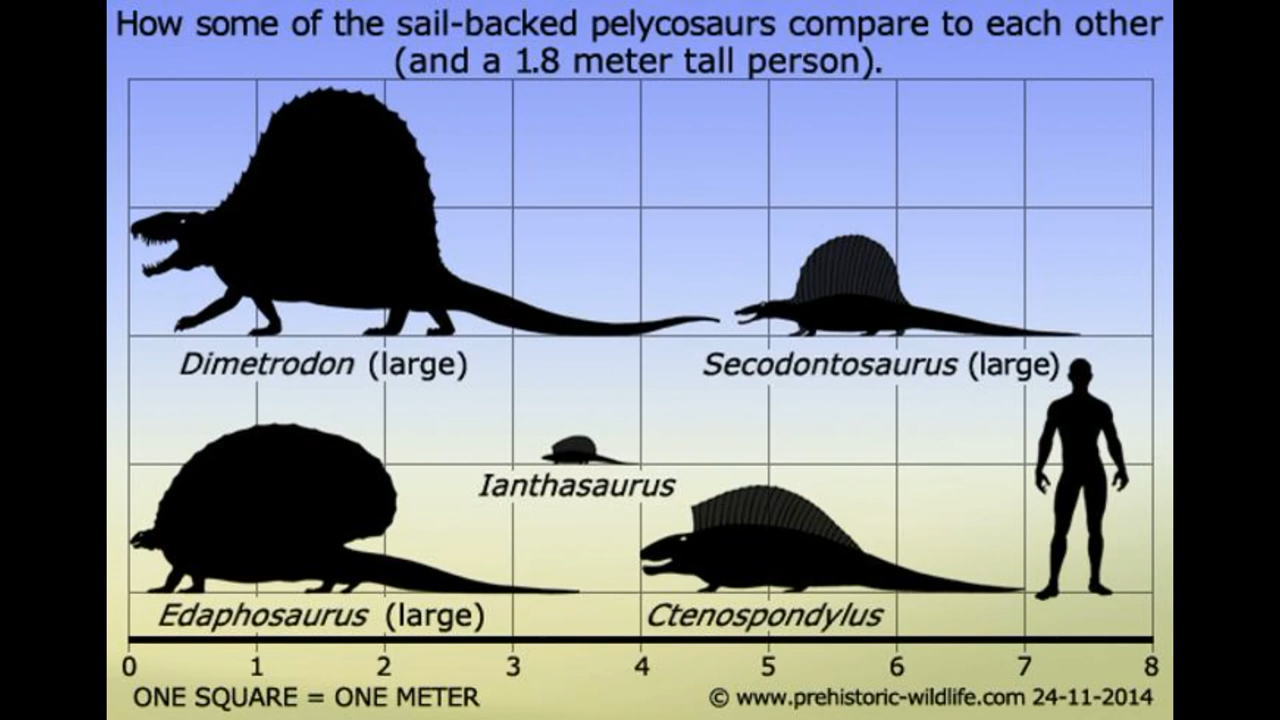 How some of the sail-backed pelycosaurs compare to each other
(and a 1.8 meter tall person).
Dimetrodon (large)
Secodontosaurus (large)
Ianthasaurus
Edaphosaurus (large)
Ctenospondylus
0 1 2 3 4 5 6 7 8
ONE SQUARE = ONE METER
© www.prehistoric-wildlife.com 24-11-2014